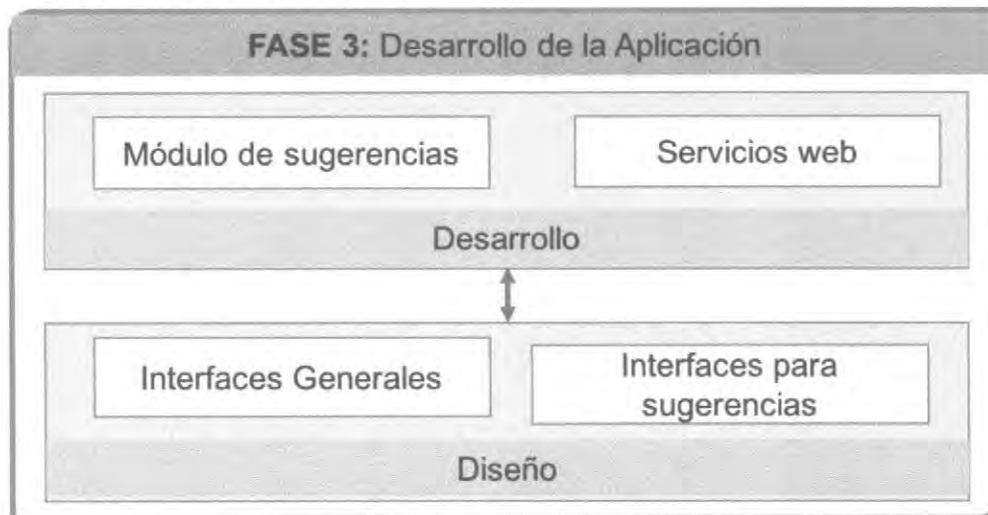 FASE 3: Desarrollo de la Aplicación
Módulo de sugerencias
Servicios web
Desarrollo
Interfaces Generales
Interfaces para
sugerencias
Diseño